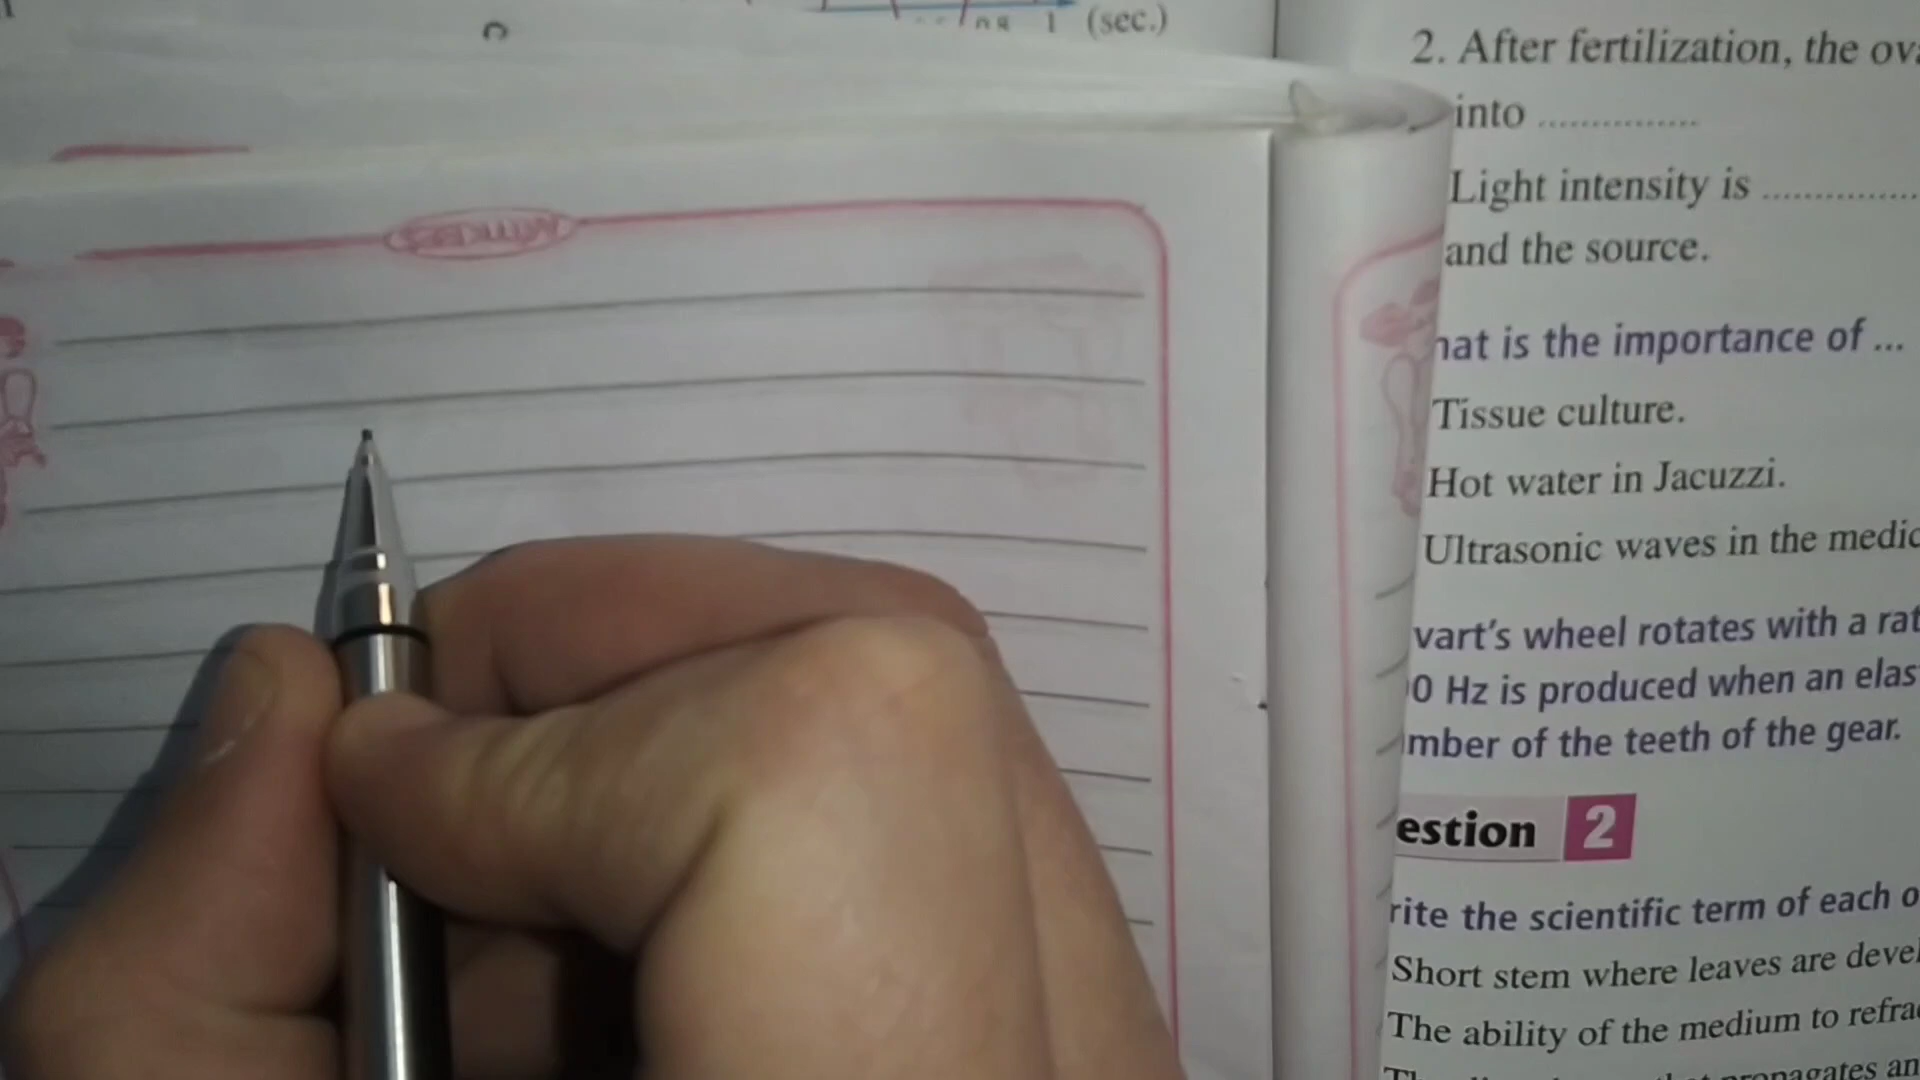 (sec.)
2. After fertilization, the ov
into ...............
Light intensity is ...............
and the source.
hat is the importance of ...
Tissue culture.
Hot water in Jacuzzi.
Ultrasonic waves in the medic
vart's wheel rotates with a rat
0 Hz is produced when an elas
mber of the teeth of the gear.
estion 2
rite the scientific term of each o
Short stem where leaves are devel
The ability of the medium to refra
propagates an